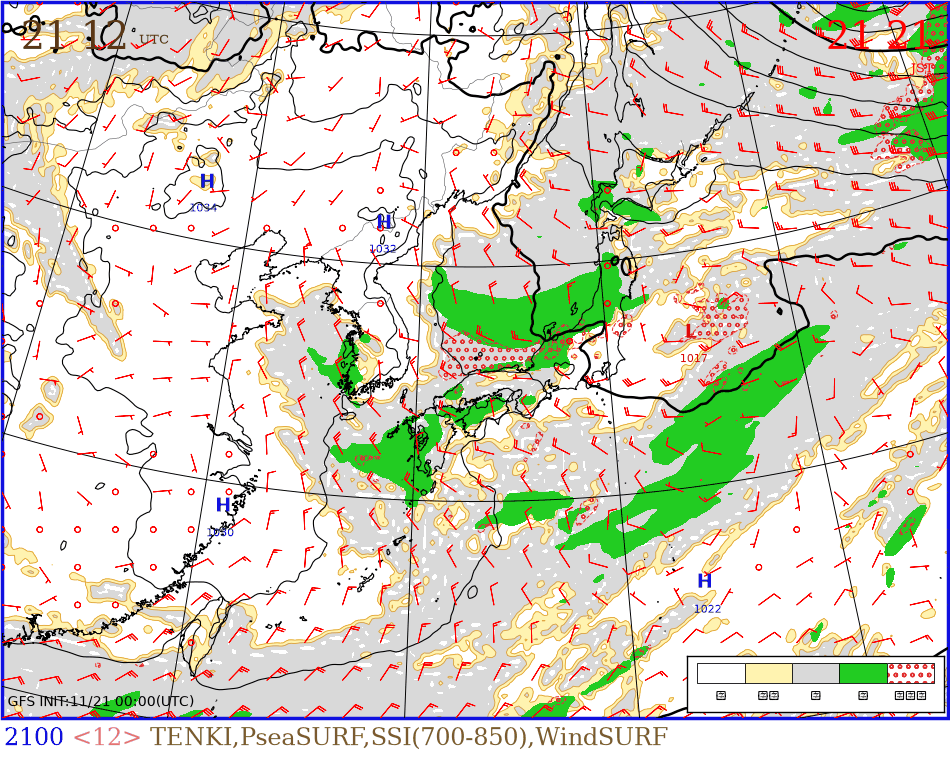 21 12 UTC
21 21
H
1034
H
1032
L
1017
H
1030
H
1022
GFS INIT:11/21 00:00(UTC)
2100 <12> TENKI,PseaSURF,SSI(700-850),WindSURF